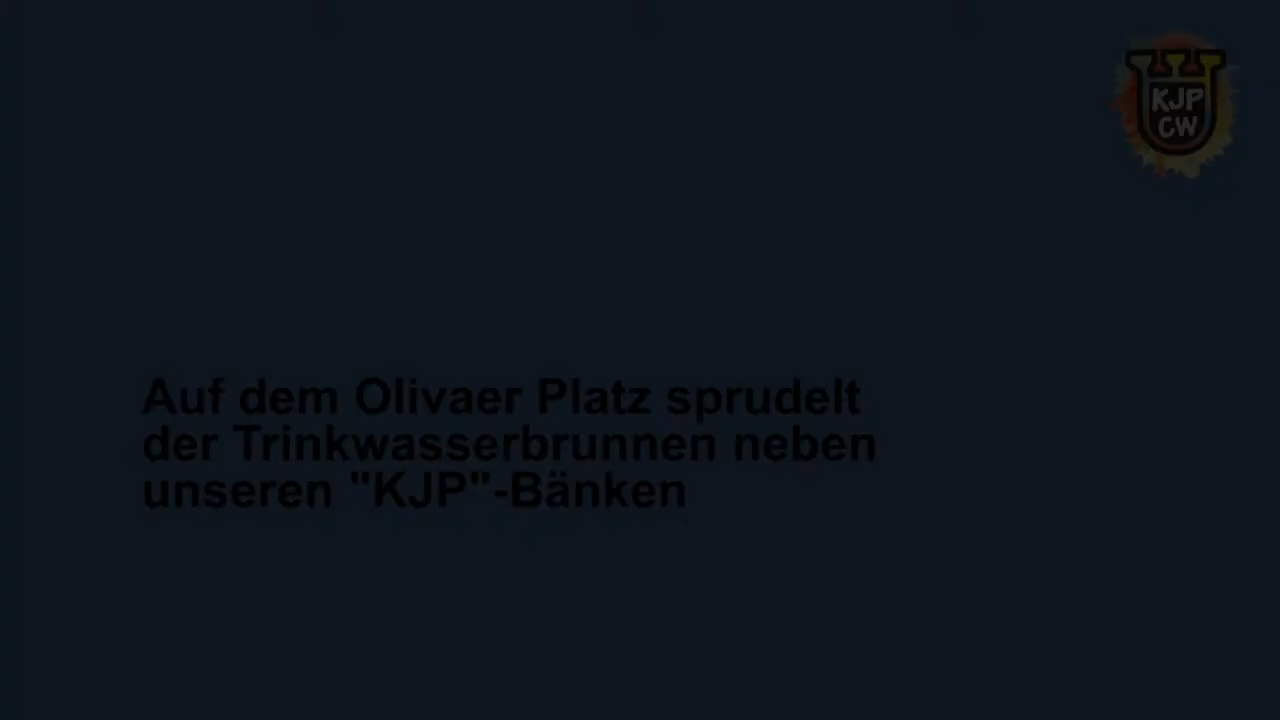 KJP
CW
Auf dem Olivaer Platz sprudelt
der Trinkwasserbrunnen neben
unseren "KJP"-Bänken